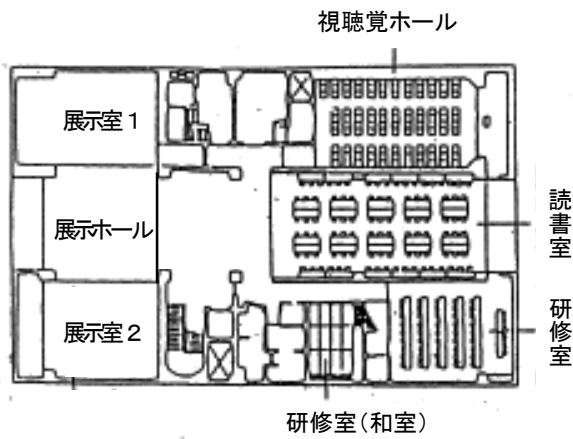 視聴覚ホール
展示室１
展示ホール
読書室
展示室２
研修室
研修室（和室）